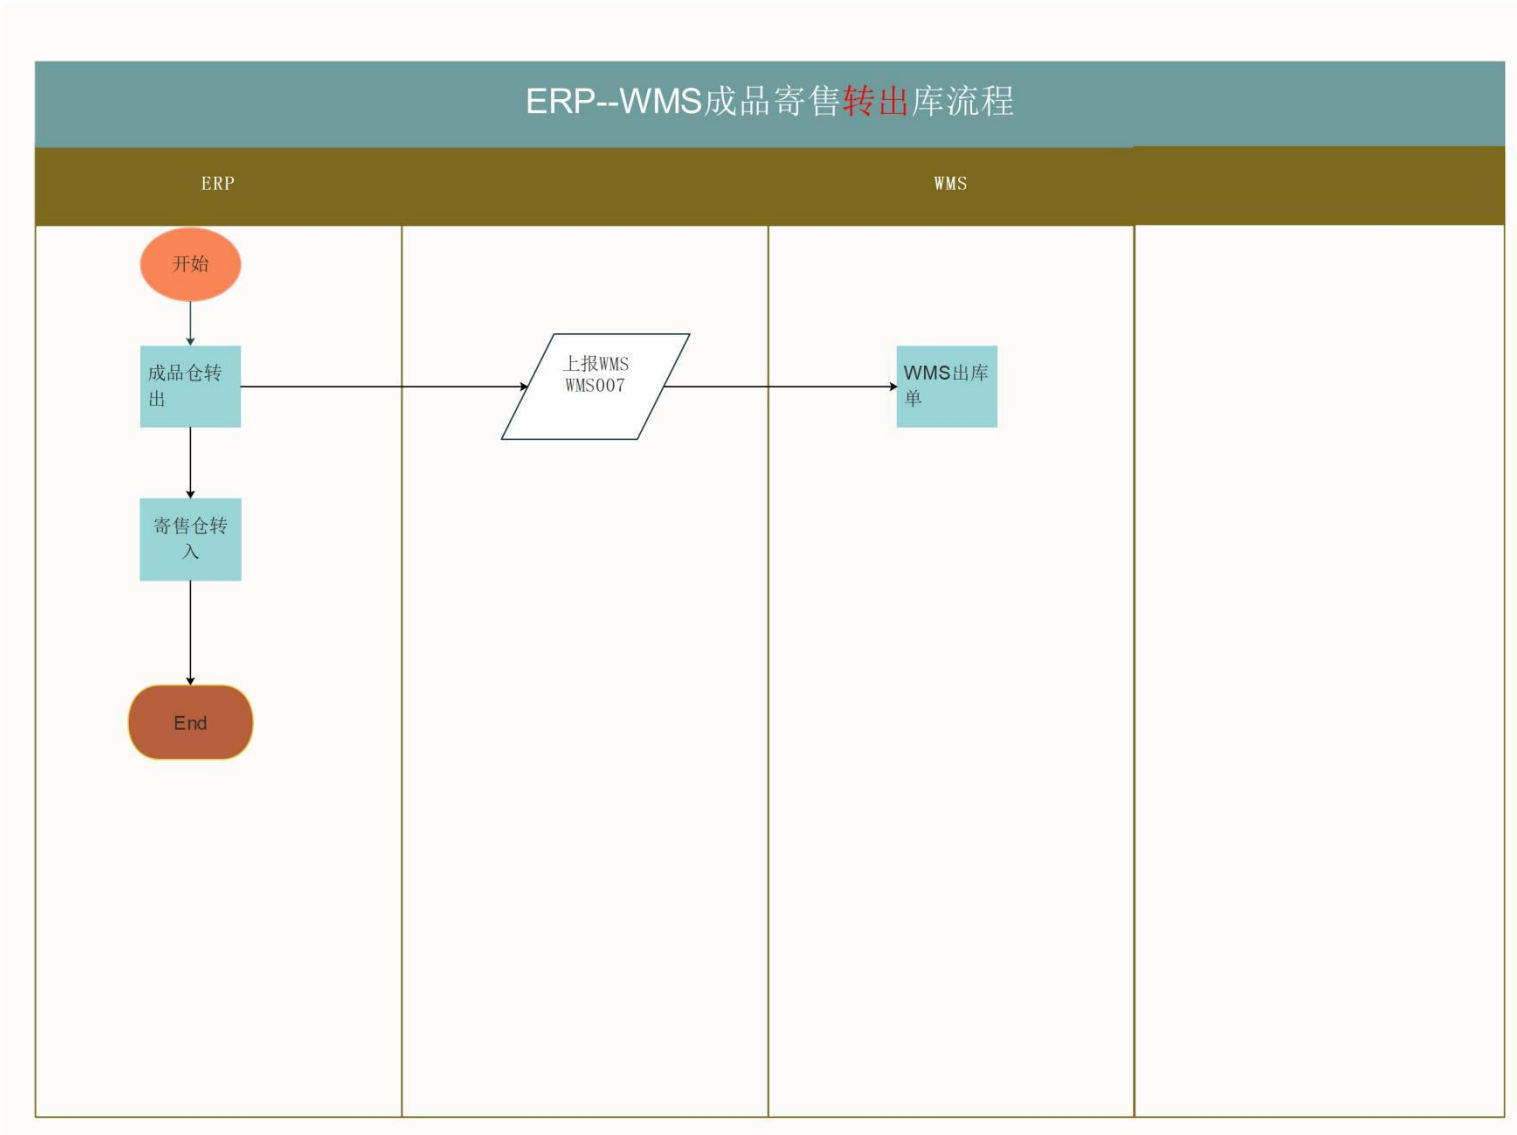 ERP--WMS成品寄售转出库流程
ERP
WMS
开始
成品仓转
出
上报WMS
WMS007
WMS出库
单
寄售仓转
入
End